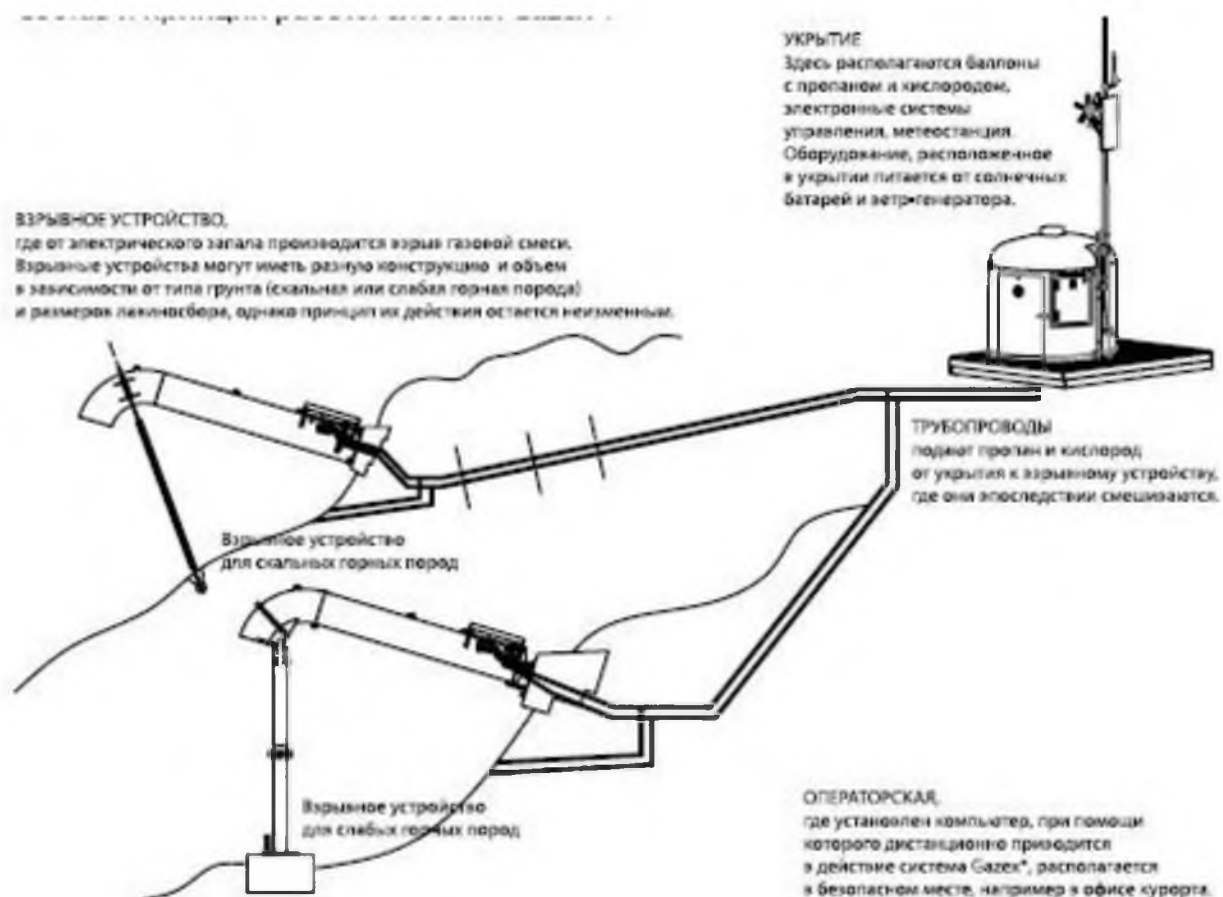 УКРЫТИЕ
Здесь располагаются баллоны
с пропаном и кислородом,
электронные системы
управления, метеостанция.
Оборудование, расположенное
в укрытии питается от солнечных
батарей и ветр•генератора.
ВЗРЫВНОЕ УСТРОЙСТВО,
где от электрического запала производится взрыв газовой смеси.
Взрывные устройства могут иметь разную конструкцию и объем
в зависимости от типа грунта (скальная или слабая горная порода)
и размеров лавиносбора, однако принцип их действия остается неизменным.
ТРУБОПРОВОДЫ
подают пропан и кислород
от укрытия к взрывному устройству,
где они впоследствии смешиваются.
Взрывное устройство
для скальных горных пород
Взрывное устройство
для слабых горных пород
ОПЕРАТОРСКАЯ,
где установлен компьютер, при помощи
которого дистанционно приводится
в действие система Gazex*, располагается
в безопасном месте, например в офисе курорта.